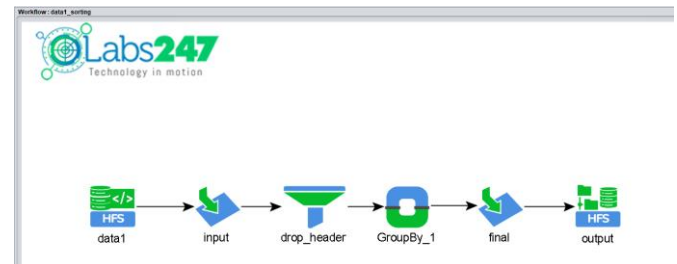 Workflow : data1_sorting
Labs247
Technology in motion
</>
HFS
HFS
data1
input
drop_header
GroupBy_1
final
output